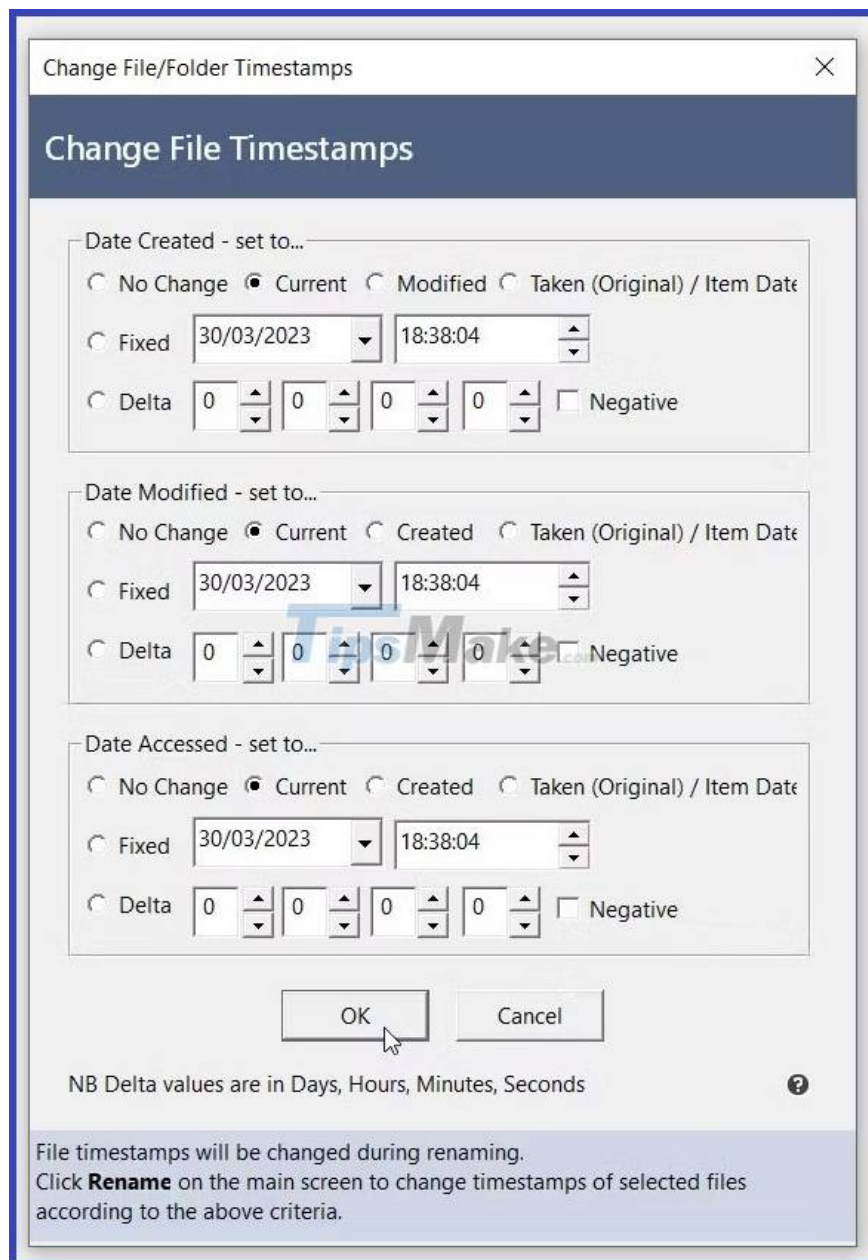 Change File/Folder Timestamps
Change File Timestamps
Date Created - set to...
No Change Current Modified Taken (Original) / Item Date
Fixed 30/03/2023 18:38:04
Delta 0 0 0 0 Negative
Date Modified - set to...
No Change Current Created Taken (Original) / Item Date
Fixed 30/03/2023 18:38:04
TipsMake.com
Delta 0 0 0 0 Negative
Date Accessed - set to...
No Change Current Created Taken (Original) / Item Date
Fixed 30/03/2023 18:38:04
Delta 0 0 0 0 Negative
OK Cancel
NB Delta values are in Days, Hours, Minutes, Seconds ?
File timestamps will be changed during renaming.
Click Rename on the main screen to change timestamps of selected files
according to the above criteria.